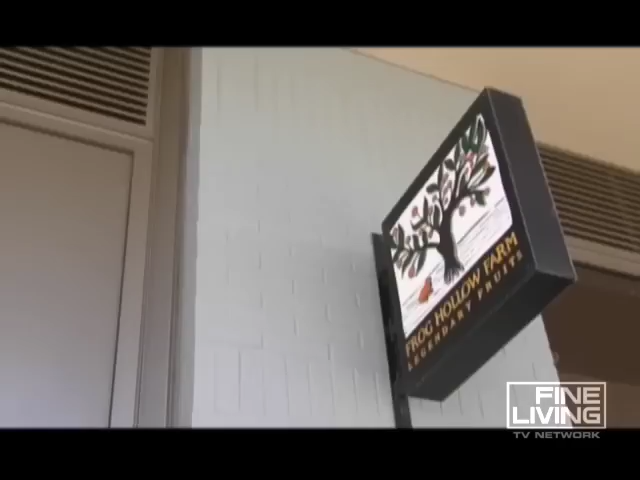 FROG HOLLOW FARM
LEGENDARY FRUITS
FINE
LIVING
TV NETWORK